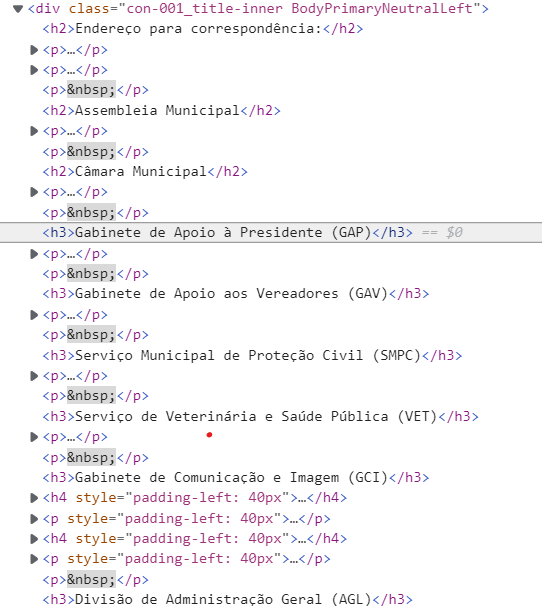 ▼<div class="con-001_title-inner BodyPrimaryNeutralLeft">
<h2>Endereço para correspondência:</h2>
▶<p>…</p>
▶<p>…</p>
<p>&nbsp;</p>
<h2>Assembleia Municipal</h2>
▶<p>…</p>
<p>&nbsp;</p>
<h2>Câmara Municipal</h2>
▶<p>…</p>
<p>&nbsp;</p>
<h3>Gabinete de Apoio à Presidente (GAP)</h3> == $0
▶<p>…</p>
<p>&nbsp;</p>
<h3>Gabinete de Apoio aos Vereadores (GAV)</h3>
▶<p>…</p>
<p>&nbsp;</p>
<h3>Serviço Municipal de Proteção Civil (SMPC)</h3>
▶<p>…</p>
<p>&nbsp;</p>
<h3>Serviço de Veterinária e Saúde Pública (VET)</h3>
▶<p>…</p>
<p>&nbsp;</p>
<h3>Gabinete de Comunicação e Imagem (GCI)</h3>
▶<h4 style="padding-left: 40px">…</h4>
▶<p style="padding-left: 40px">…</p>
▶<h4 style="padding-left: 40px">…</h4>
▶<p style="padding-left: 40px">…</p>
<p>&nbsp;</p>
<h3>Divisão de Administração Geral (AGL)</h3>